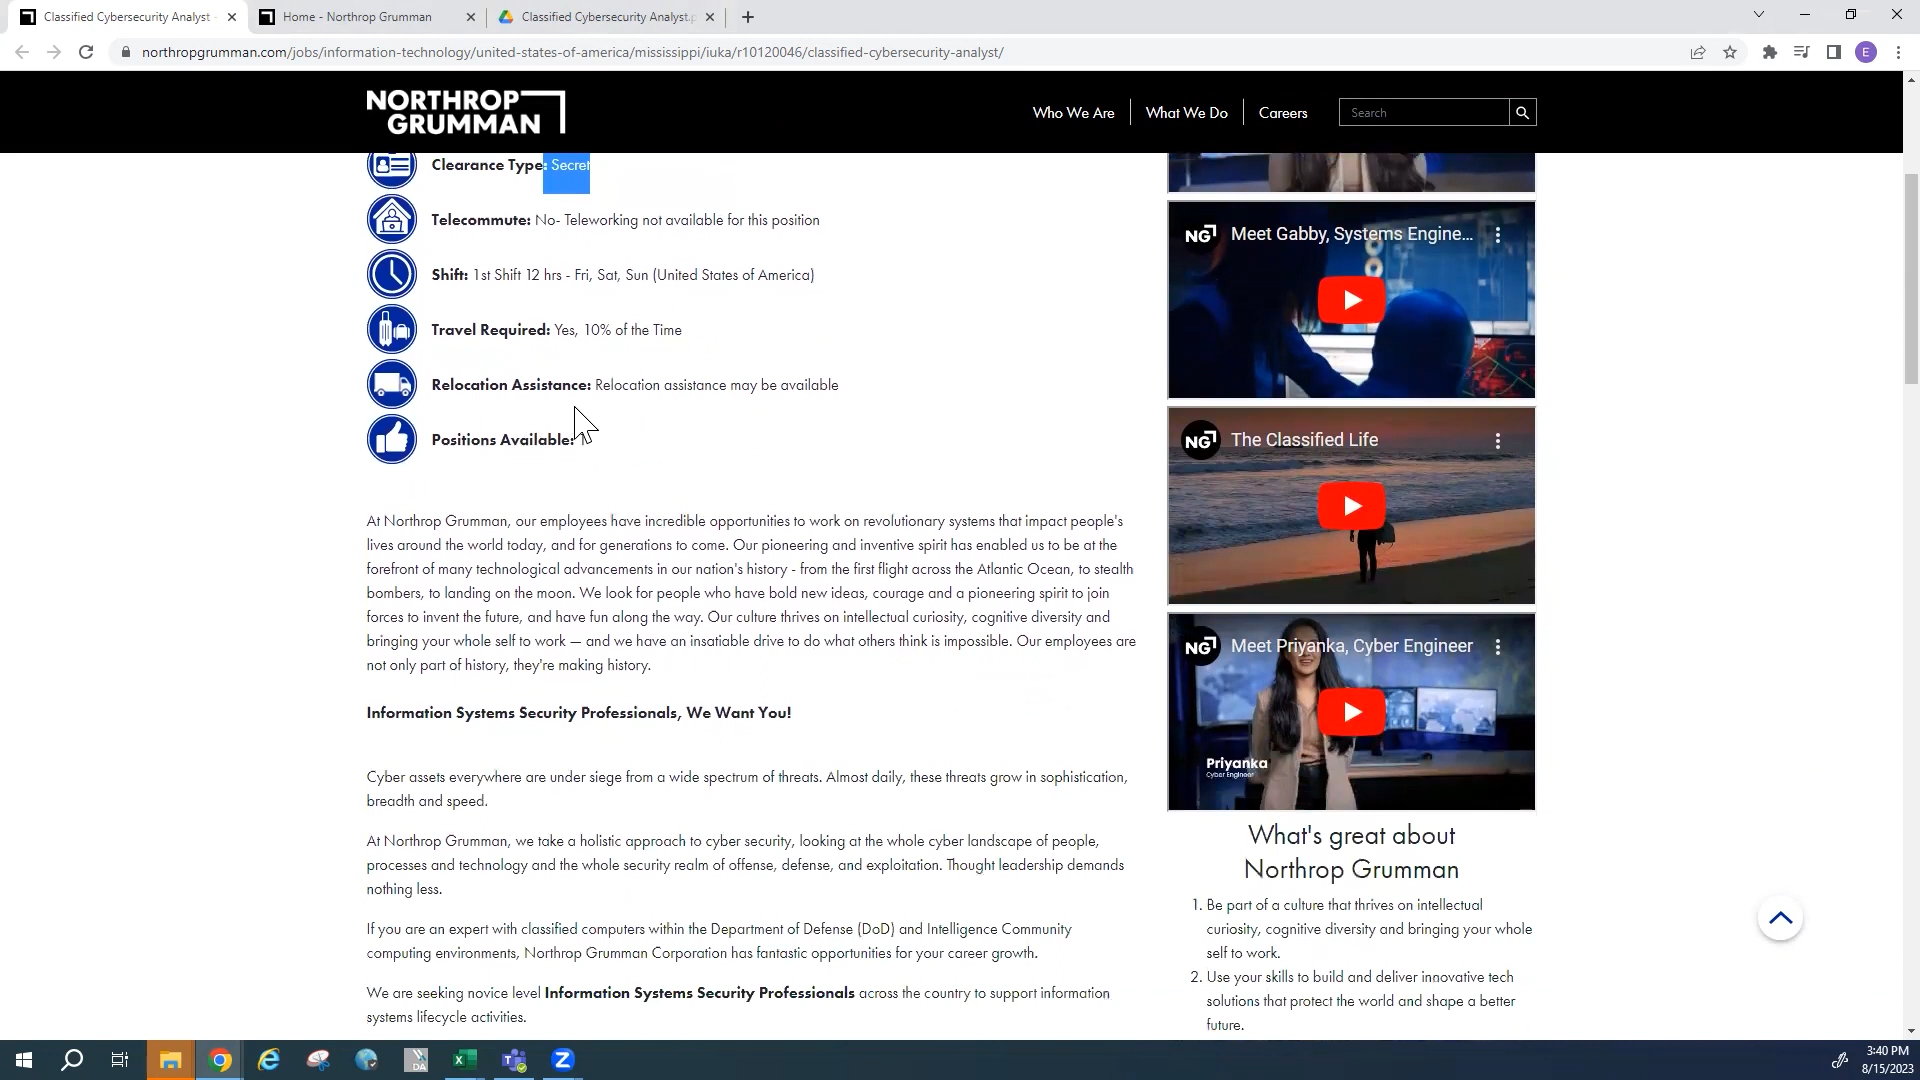 Classified Cybersecurity Analyst -
Home - Northrop Grumman
Classified Cybersecurity Analyst.p
northropgrumman.com/jobs/information-technology/united-states-of-america/mississippi/iuka/r10120046/classified-cybersecurity-analyst/
E
NORTHROP
GRUMMAN
Who We Are
What We Do
Careers
Search
Clearance Type: Secret
Telecommute: No- Teleworking not available for this position
Shift: 1st Shift 12 hrs - Fri, Sat, Sun (United States of America)
Travel Required: Yes, 10% of the Time
Relocation Assistance: Relocation assistance may be available
Positions Available:
At Northrop Grumman, our employees have incredible opportunities to work on revolutionary systems that impact people's
lives around the world today, and for generations to come. Our pioneering and inventive spirit has enabled us to be at the
forefront of many technological advancements in our nation's history - from the first flight across the Atlantic Ocean, to stealth
bombers, to landing on the moon. We look for people who have bold new ideas, courage and a pioneering spirit to join
forces to invent the future, and have fun along the way. Our culture thrives on intellectual curiosity, cognitive diversity and
bringing your whole self to work — and we have an insatiable drive to do what others think is impossible. Our employees are
not only part of history, they're making history.
Information Systems Security Professionals, We Want You!
Cyber assets everywhere are under siege from a wide spectrum of threats. Almost daily, these threats grow in sophistication,
breadth and speed.
At Northrop Grumman, we take a holistic approach to cyber security, looking at the whole cyber landscape of people,
processes and technology and the whole security realm of offense, defense, and exploitation. Thought leadership demands
nothing less.
If you are an expert with classified computers within the Department of Defense (DoD) and Intelligence Community
computing environments, Northrop Grumman Corporation has fantastic opportunities for your career growth.
We are seeking novice level Information Systems Security Professionals across the country to support information
systems lifecycle activities.
NG Meet Gabby, Systems Engine...
NG The Classified Life
NG Meet Priyanka, Cyber Engineer
Priyanka
Cyber Engineer
What's great about
Northrop Grumman
1. Be part of a culture that thrives on intellectual
curiosity, cognitive diversity and bringing your whole
self to work.
2. Use your skills to build and deliver innovative tech
solutions that protect the world and shape a better
future.
DA
3:40 PM
8/15/2023